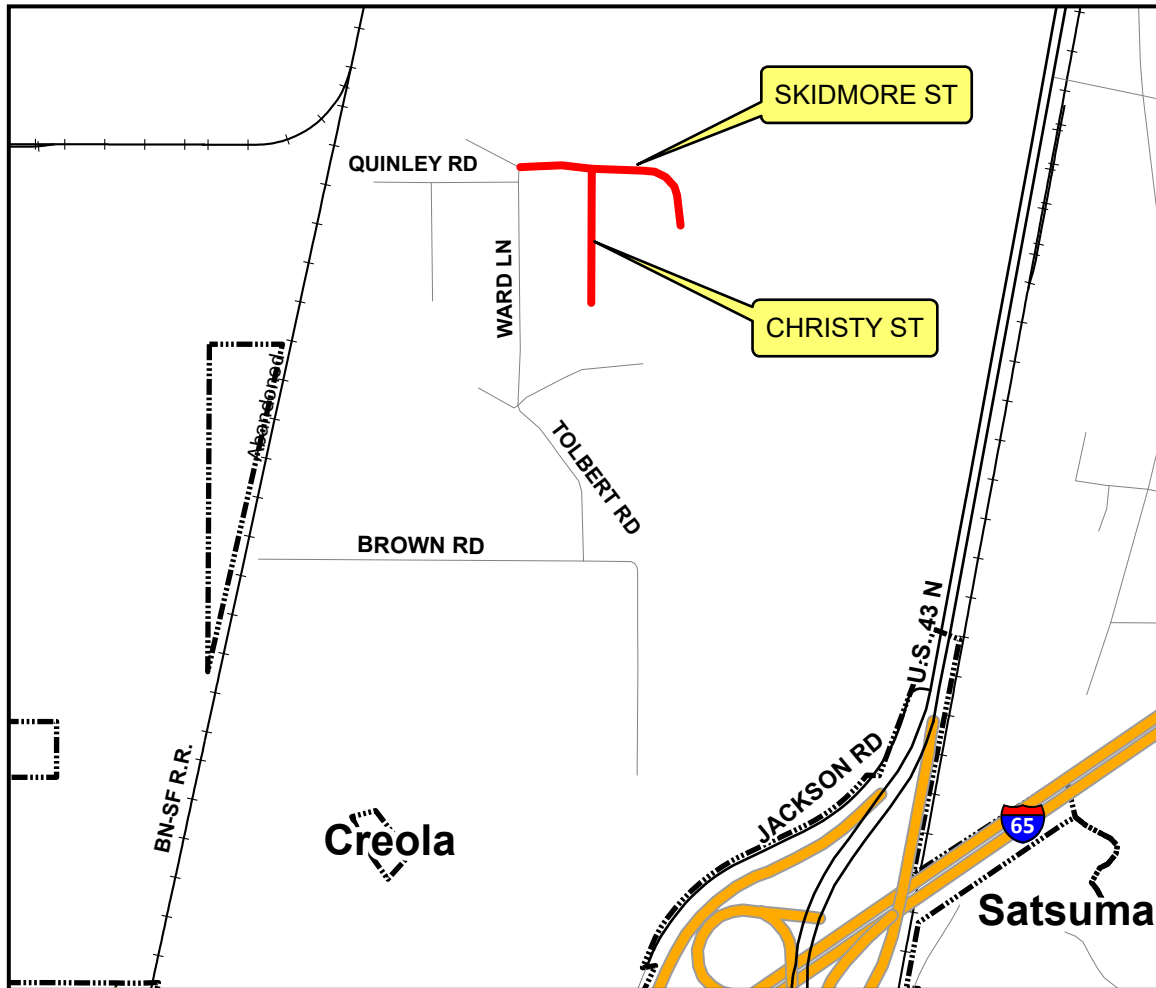 SKIDMORE ST
QUINLEY RD
WARD LN
CHRISTY ST
Abandoned
TOLBERT RD
BROWN RD
U.S. 43 N
JACKSON RD
BN-SF R.R.
65
Creola
Satsuma